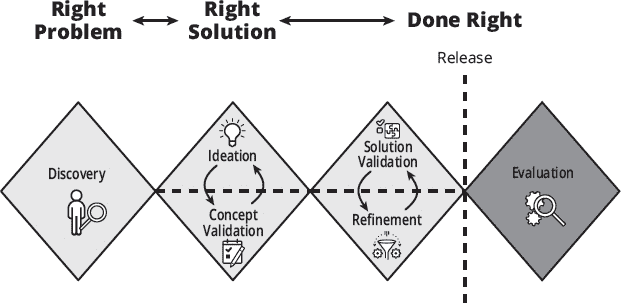 Right Problem
Right Solution
Done Right
Release
Discovery
Ideation
Concept
Validation
Solution
Validation
Refinement
Evaluation